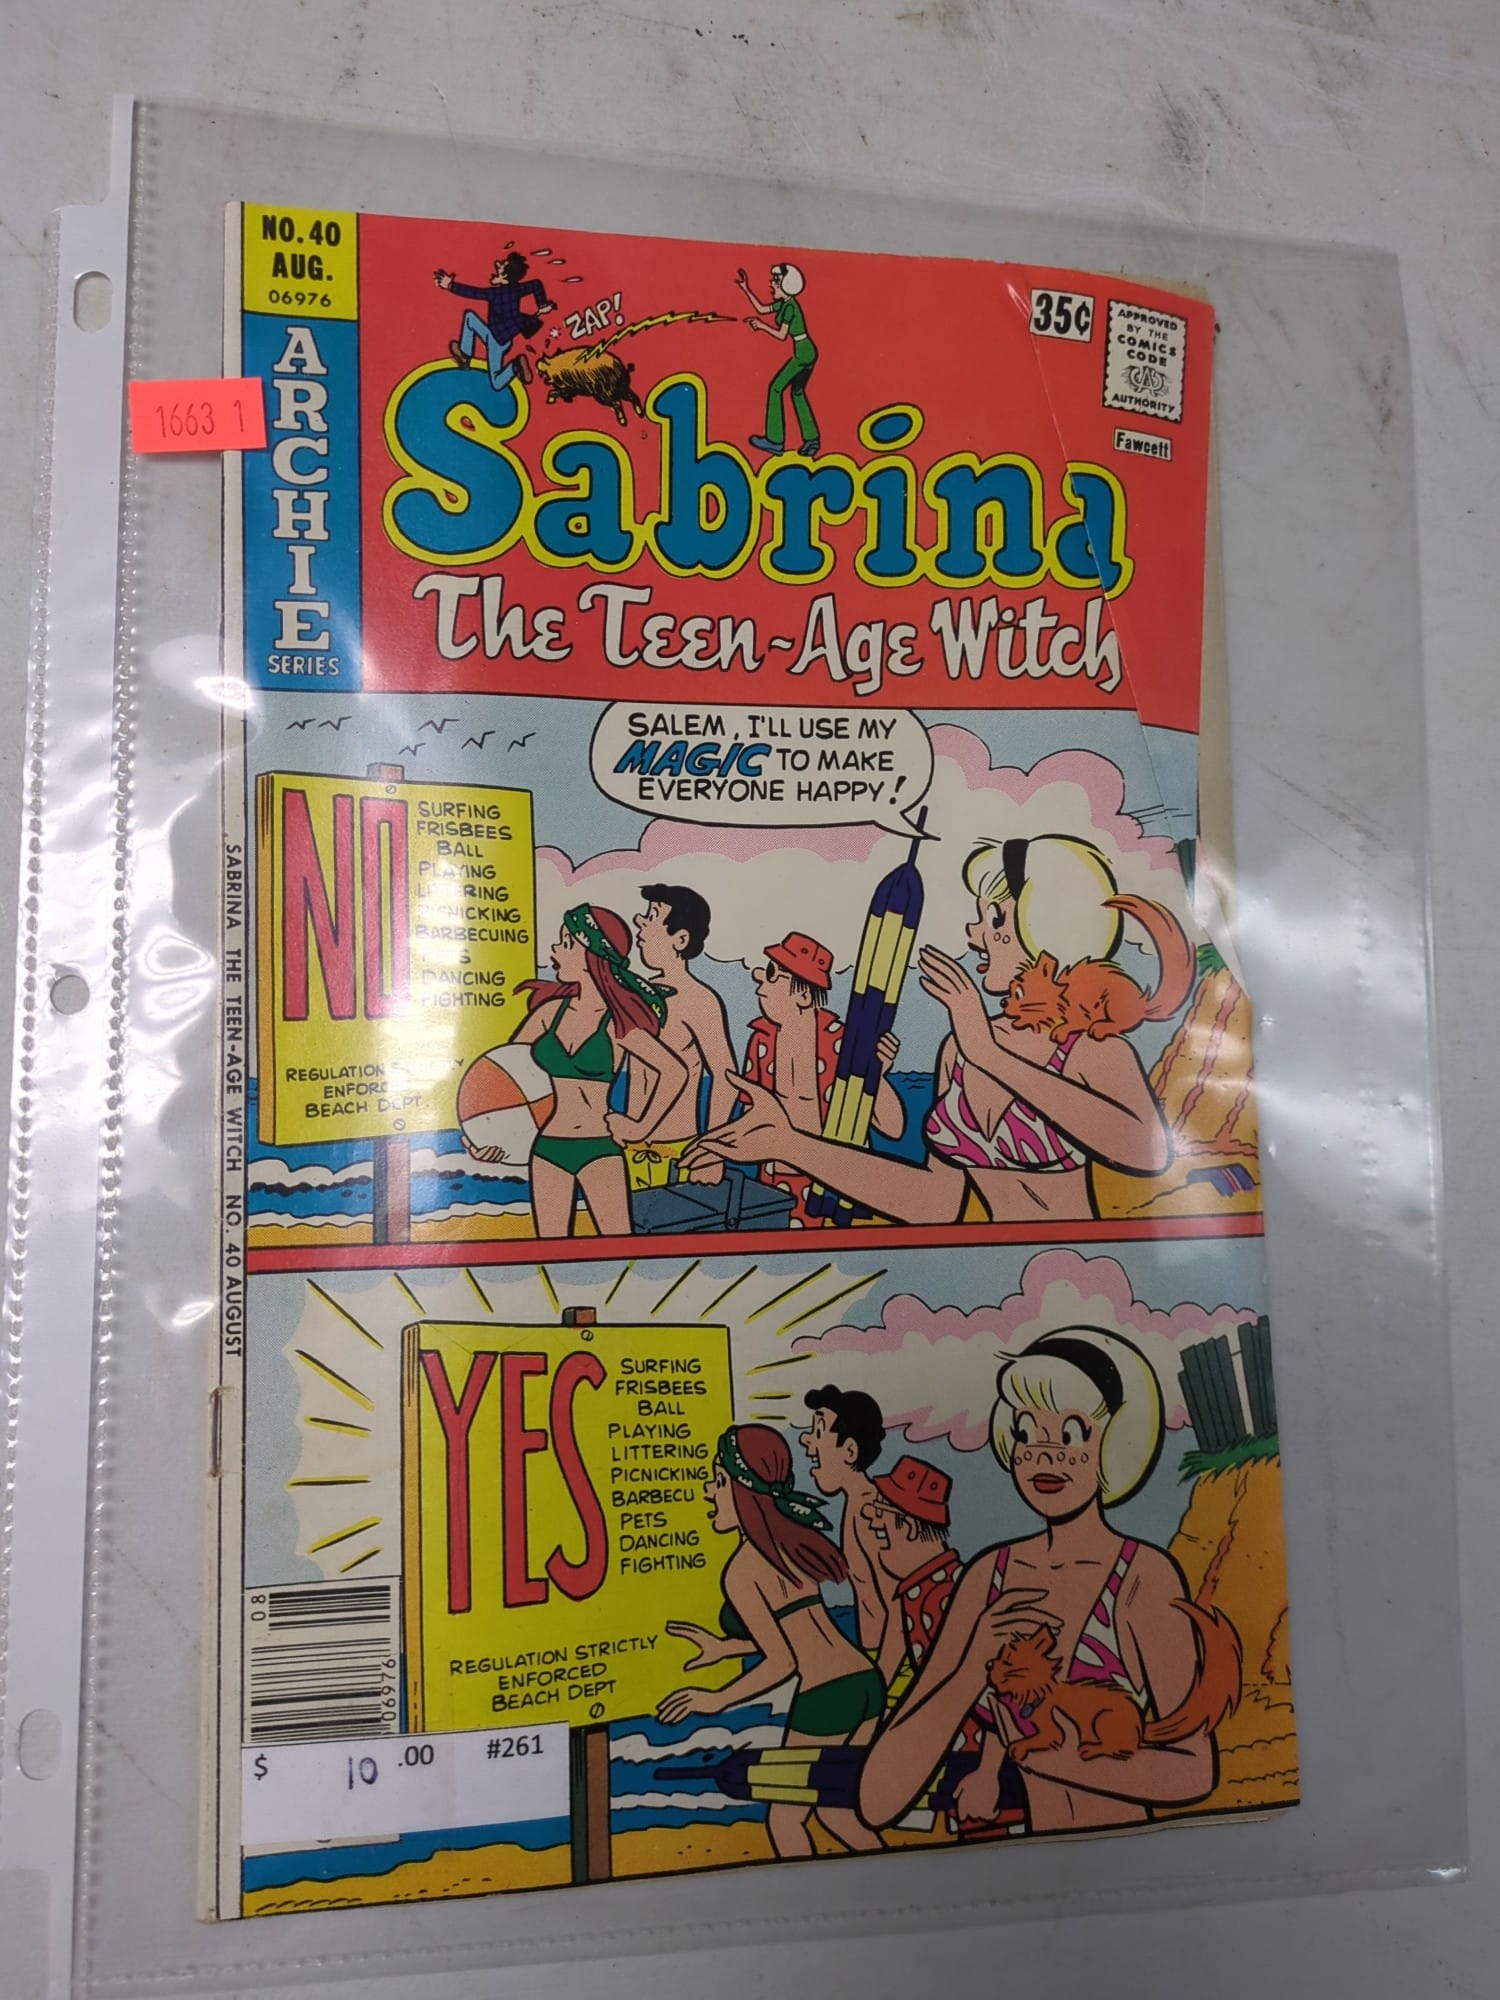 NO. 40
AUG.
06976
ARCHIE
SERIES
1663 1
ZAP!
35¢
APPROVED
BY THE
COMICS
CODE
AUTHORITY
Fawcett
Sabrina
The Teen-Age Witch
SALEM, I'LL USE MY
MAGIC TO MAKE
EVERYONE HAPPY!
NO
SURFING
FRISBEES
BALL
PLAYING
LITTERING
PICNICKING
BARBECUING
DANCING
FIGHTING
REGULATION
BEACH DEPT.
SABRINA THE TEEN-AGE WITCH NO. 40 AUGUST
YES
SURFING
FRISBEES
BALL
PLAYING
LITTERING
PICNICKING
BARBECU
PETS
DANCING
FIGHTING
REGULATION STRICTLY
ENFORCED
BEACH DEPT
08
06976
$ 10 .00 #261